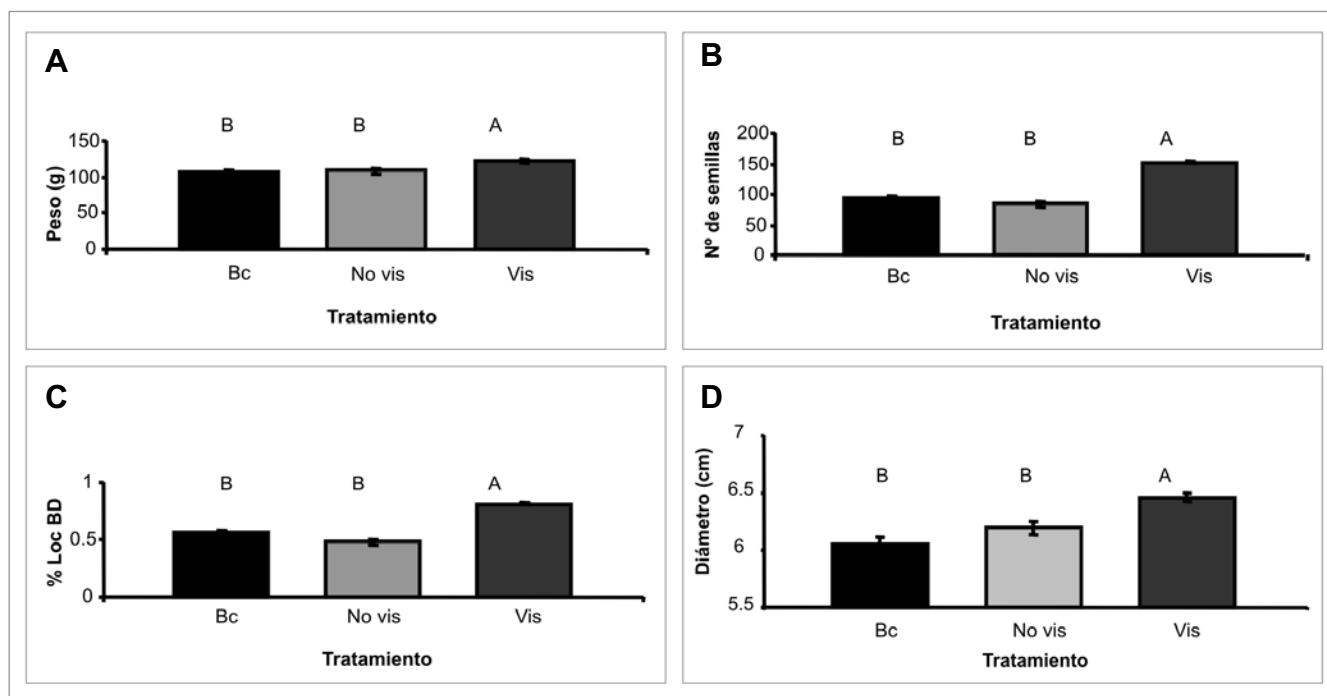 A
B B A
150
100
50
0
Peso (g)
Bc No vis Vis
Tratamiento
B
B B A
200
150
100
50
0
Nº de semillas
Bc No vis Vis
Tratamiento
C
B B A
1
0.5
0
% Loc BD
Bc No vis Vis
Tratamiento
D
B B A
7
6.5
6
5.5
Diámetro (cm)
Bc No vis Vis
Tratamiento